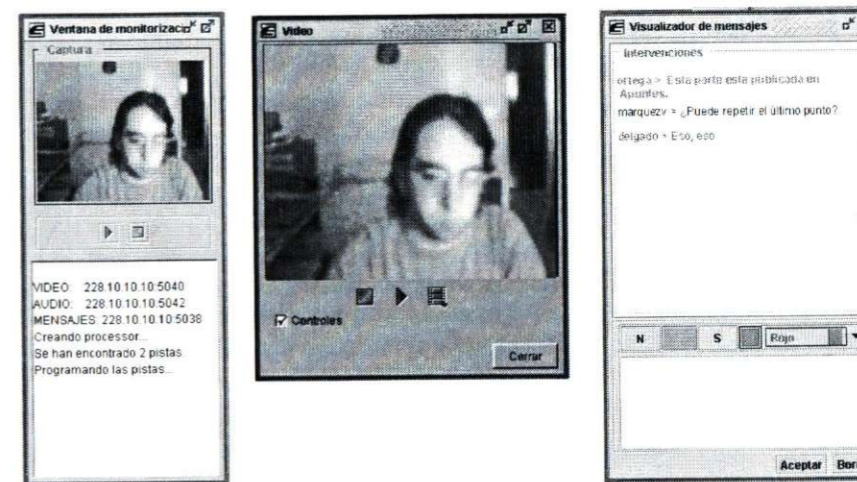 Ventana de monitorizació
Captura
VIDEO: 228.10.10.10:5040
AUDIO: 228.10.10.10:5042
MENSAJES: 228.10.10.10:5038
Creando processor...
Se han encontrado 2 pistas
Programando las pistas...
Video
Controles
Cerrar
Visualizador de mensajes
Intervenciones
ortega > Esta parte esta publicada en
Apuntes.
marquezv > ¿Puede repetir el último punto?
delgado > Eso, eso
N S Rojo
Aceptar Borr